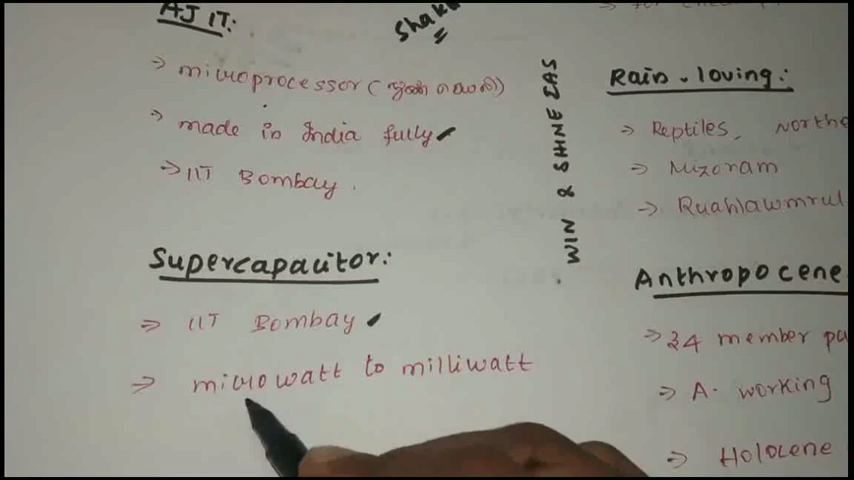 AJIT:
⇒ microprocessor (நுண்செயலி)
⇒ made in India fully
⇒ IIT Bombay.
Supercapacitor:
⇒ IIT Bombay
⇒ microwatt to milliwatt
WIN & SHINE IAS
Rain-loving:
⇒ Reptiles, Northe
⇒ Mizoram
⇒ Ruahlawmrul
Anthropocene
⇒ 34 member pa
⇒ A. working
⇒ Holocene